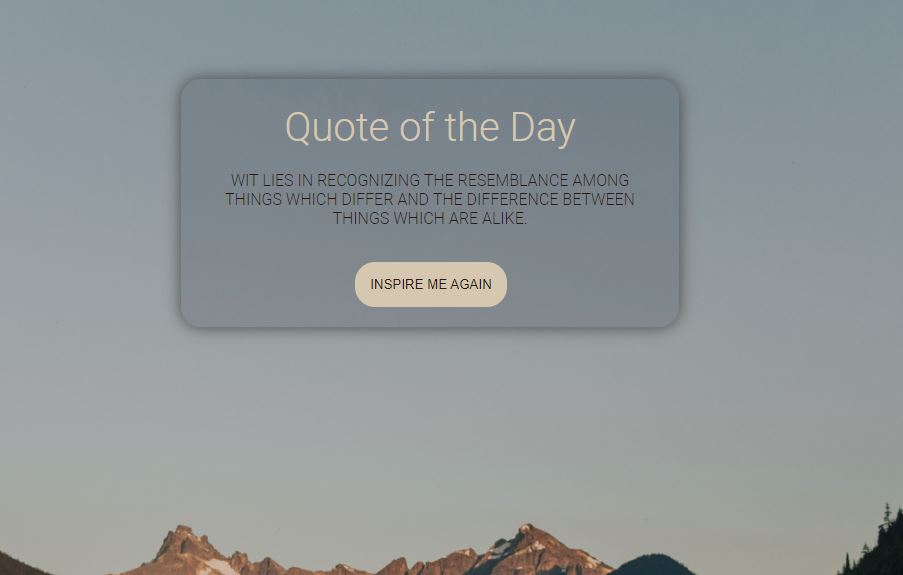 Quote of the Day
WIT LIES IN RECOGNIZING THE RESEMBLANCE AMONG
THINGS WHICH DIFFER AND THE DIFFERENCE BETWEEN
THINGS WHICH ARE ALIKE.
INSPIRE ME AGAIN